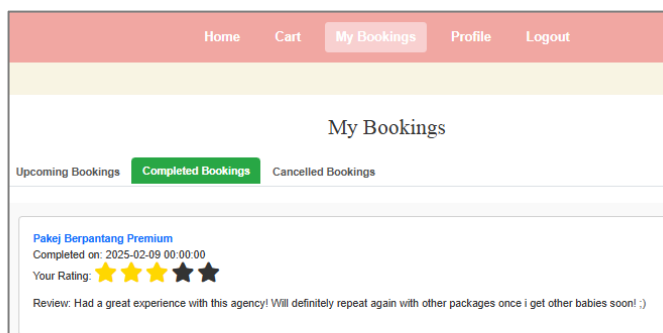 Home Cart My Bookings Profile Logout
My Bookings
Upcoming Bookings Completed Bookings Cancelled Bookings
Pakej Berpantang Premium
Completed on: 2025-02-09 00:00:00
Your Rating:
Review: Had a great experience with this agency! Will definitely repeat again with other packages once i get other babies soon! ;)